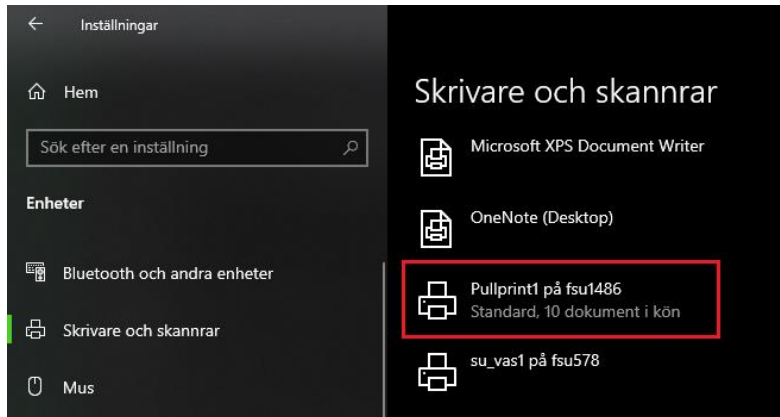 Inställningar
Hem
Sök efter en inställning
Enheter
Bluetooth och andra enheter
Skrivare och skannrar
Mus
Skrivare och skannrar
Microsoft XPS Document Writer
OneNote (Desktop)
Pullprint1 på fsu1486
Standard, 10 dokument i kön
su_vas1 på fsu578